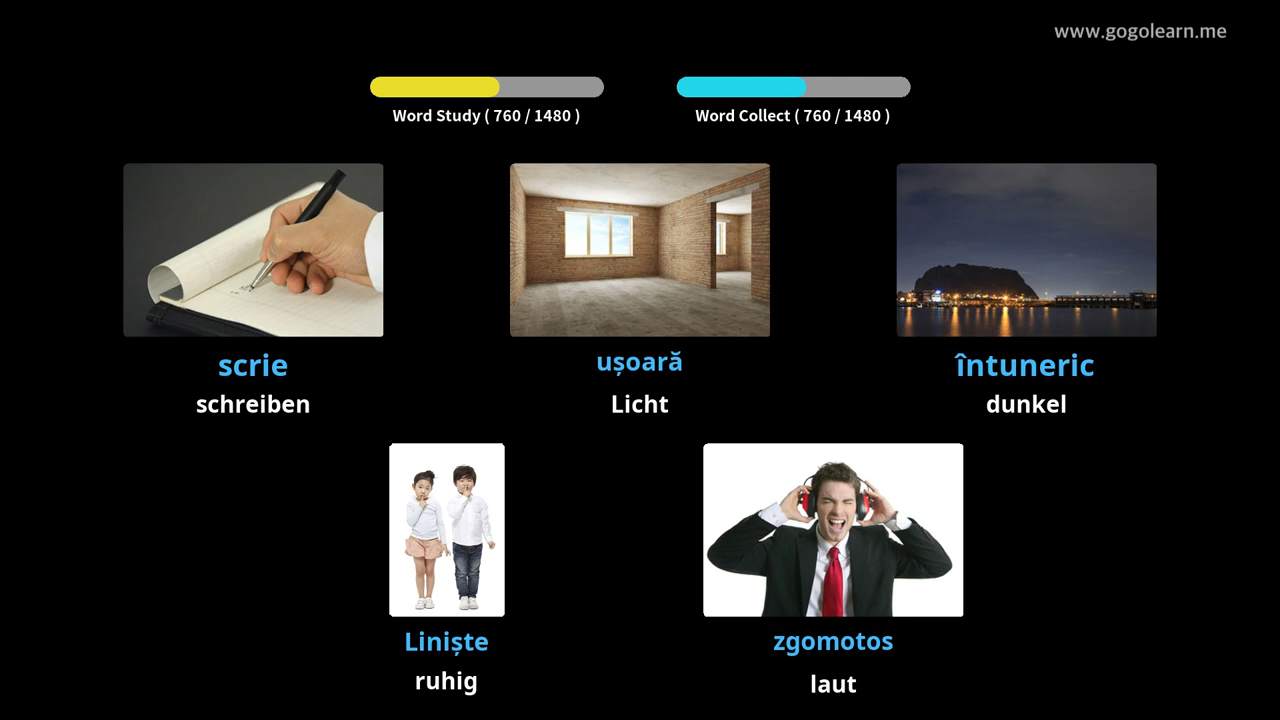 www.gogolearn.me
Word Study ( 760 / 1480 )
Word Collect ( 760 / 1480 )
scrie
schreiben
ușoară
Licht
întuneric
dunkel
Liniște
ruhig
zgomotos
laut